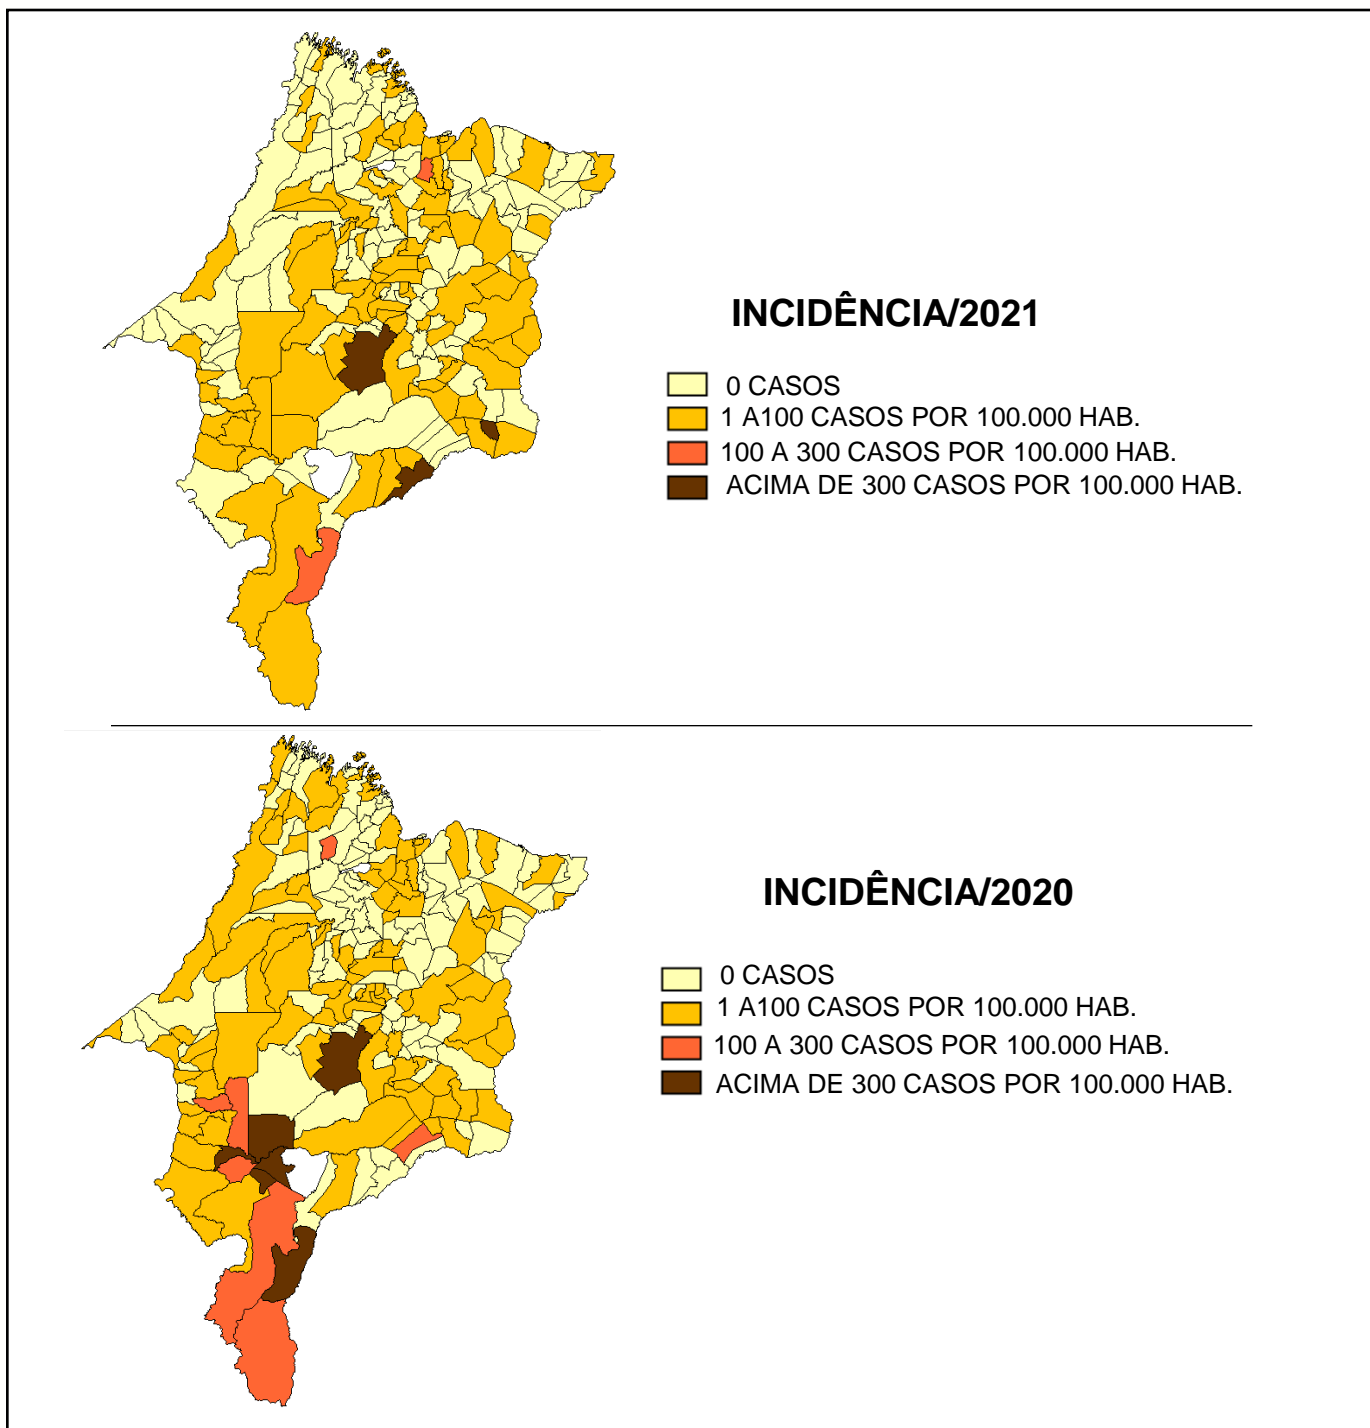 INCIDÊNCIA/2021
0 CASOS
1 A100 CASOS POR 100.000 HAB.
100 A 300 CASOS POR 100.000 HAB.
ACIMA DE 300 CASOS POR 100.000 HAB.
INCIDÊNCIA/2020
0 CASOS
1 A100 CASOS POR 100.000 HAB.
100 A 300 CASOS POR 100.000 HAB.
ACIMA DE 300 CASOS POR 100.000 HAB.